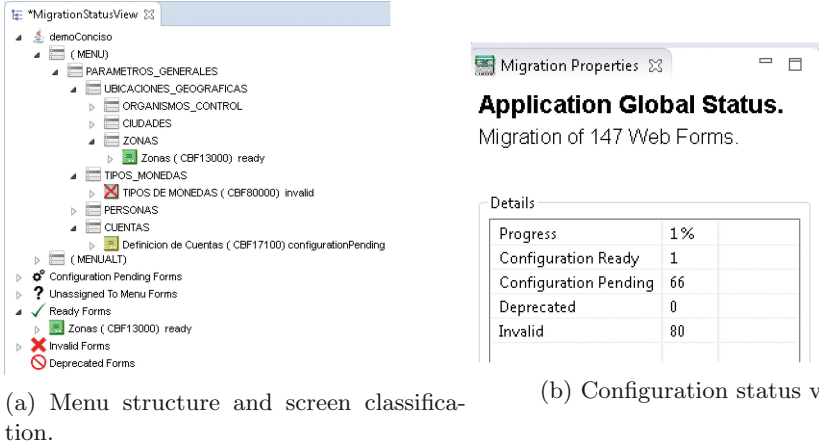 *MigrationStatusView
demoConciso
( MENU)
PARAMETROS_GENERALES
UBICACIONES_GEOGRAFICAS
ORGANISMOS_CONTROL
CIUDADES
ZONAS
Zonas ( CBF13000) ready
TIPOS_MONEDAS
TIPOS DE MONEDAS ( CBF80000) invalid
PERSONAS
CUENTAS
Definicion de Cuentas ( CBF17100) configurationPending
( MENUALT)
Configuration Pending Forms
Unassigned To Menu Forms
Ready Forms
Zonas ( CBF13000) ready
Invalid Forms
Deprecated Forms
(a) Menu structure and screen classifica-
tion.
Migration Properties
Application Global Status.
Migration of 147 Web Forms.
Details
Progress 1%
Configuration Ready 1
Configuration Pending 66
Deprecated 0
Invalid 80
(b) Configuration status v